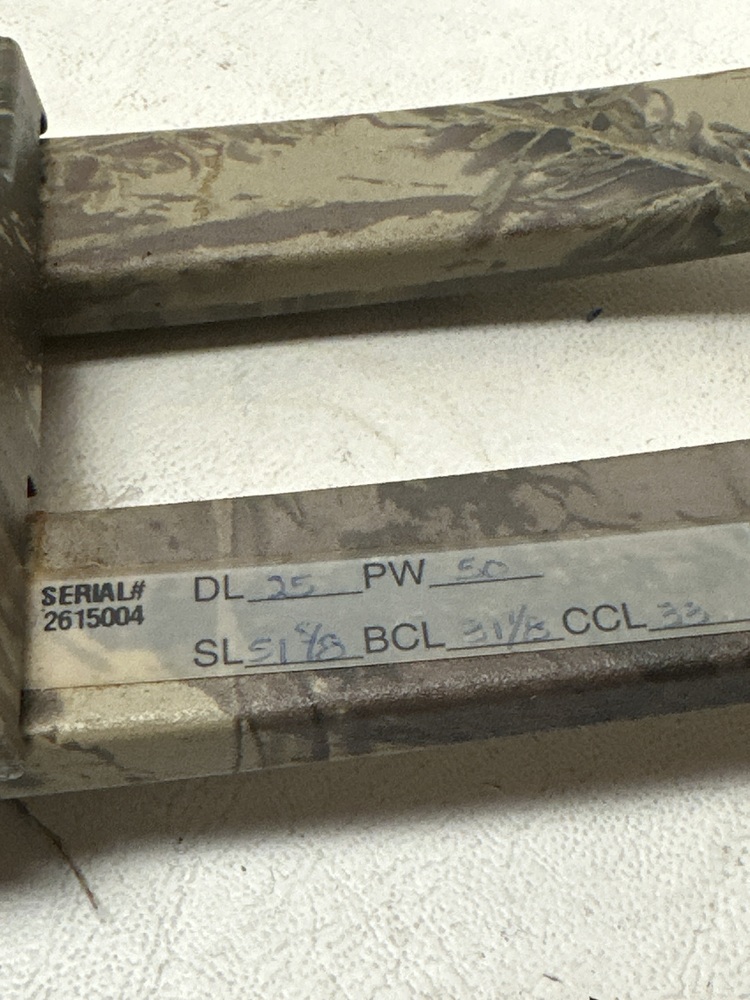 SERIAL#
2615004
DL 25 PW 50
SL 51 5/8 BCL 31 1/8 CCL 33